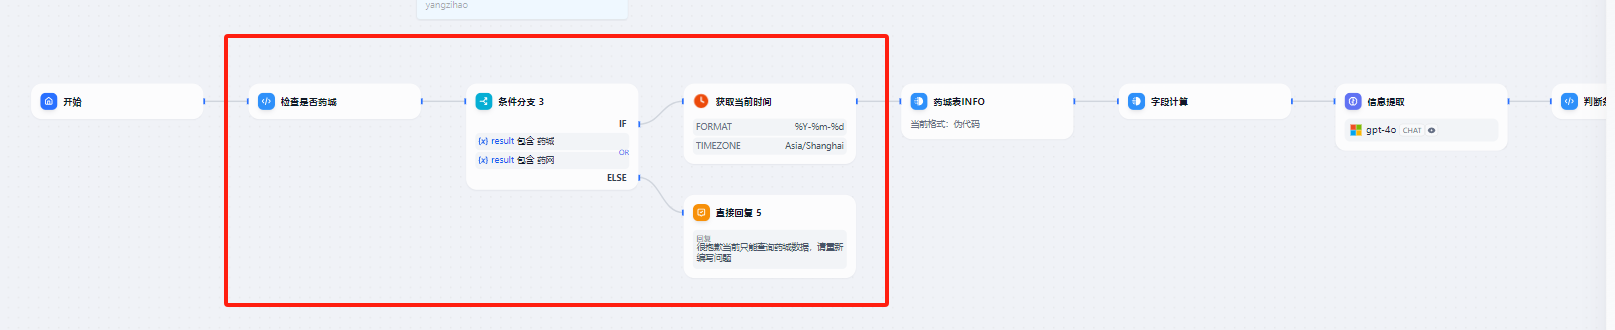 yangzihao
开始
检查是否药城
条件分支 3
IF
{x} result 包含 药城
OR
{x} result 包含 药网
ELSE
获取当前时间
FORMAT %Y-%m-%d
TIMEZONE Asia/Shanghai
直接回复 5
回复
很抱歉当前只能查询药城数据，请重新
编写问题
药城表INFO
当前格式：伪代码
字段计算
信息提取
gpt-4o CHAT
判断